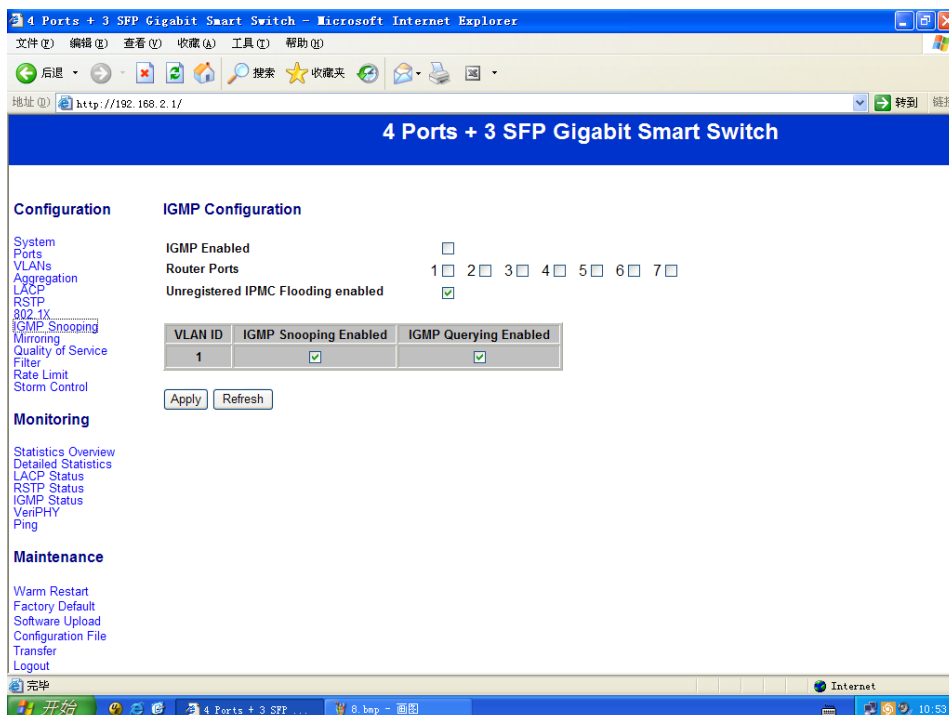 4 Ports + 3 SFP Gigabit Smart Switch - Microsoft Internet Explorer
文件(F) 编辑(E) 查看(V) 收藏(A) 工具(T) 帮助(H)
后退 搜索 收藏夹
地址(D) http://192.168.2.1/ 转到 链接
4 Ports + 3 SFP Gigabit Smart Switch
Configuration
System
Ports
VLANs
Aggregation
LACP
RSTP
802.1X
IGMP Snooping
Mirroring
Quality of Service
Filter
Rate Limit
Storm Control
Monitoring
Statistics Overview
Detailed Statistics
LACP Status
RSTP Status
IGMP Status
VeriPHY
Ping
Maintenance
Warm Restart
Factory Default
Software Upload
Configuration File
Transfer
Logout
IGMP Configuration
IGMP Enabled
Router Ports 1 2 3 4 5 6 7
Unregistered IPMC Flooding enabled
VLAN ID IGMP Snooping Enabled IGMP Querying Enabled
1
Apply Refresh
完毕 Internet
开始 4 Ports + 3 SFP ... 8.bmp - 画图 10:53